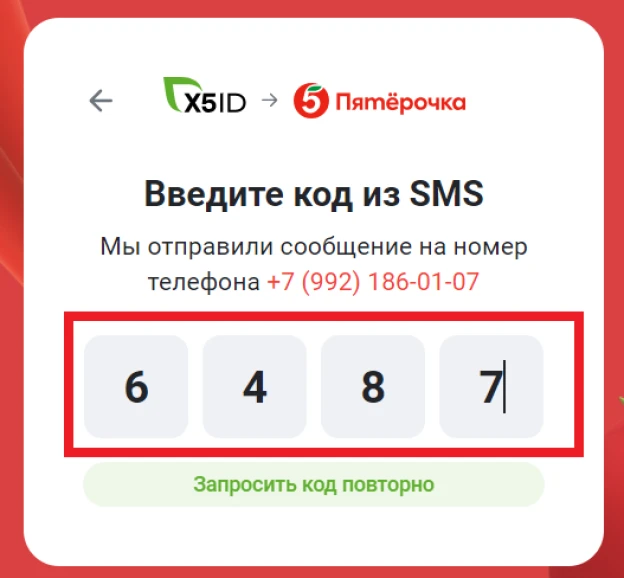 X5ID → 5 Пятёрочка
Введите код из SMS
Мы отправили сообщение на номер
телефона +7 (992) 186-01-07
6 4 8 7
Запросить код повторно